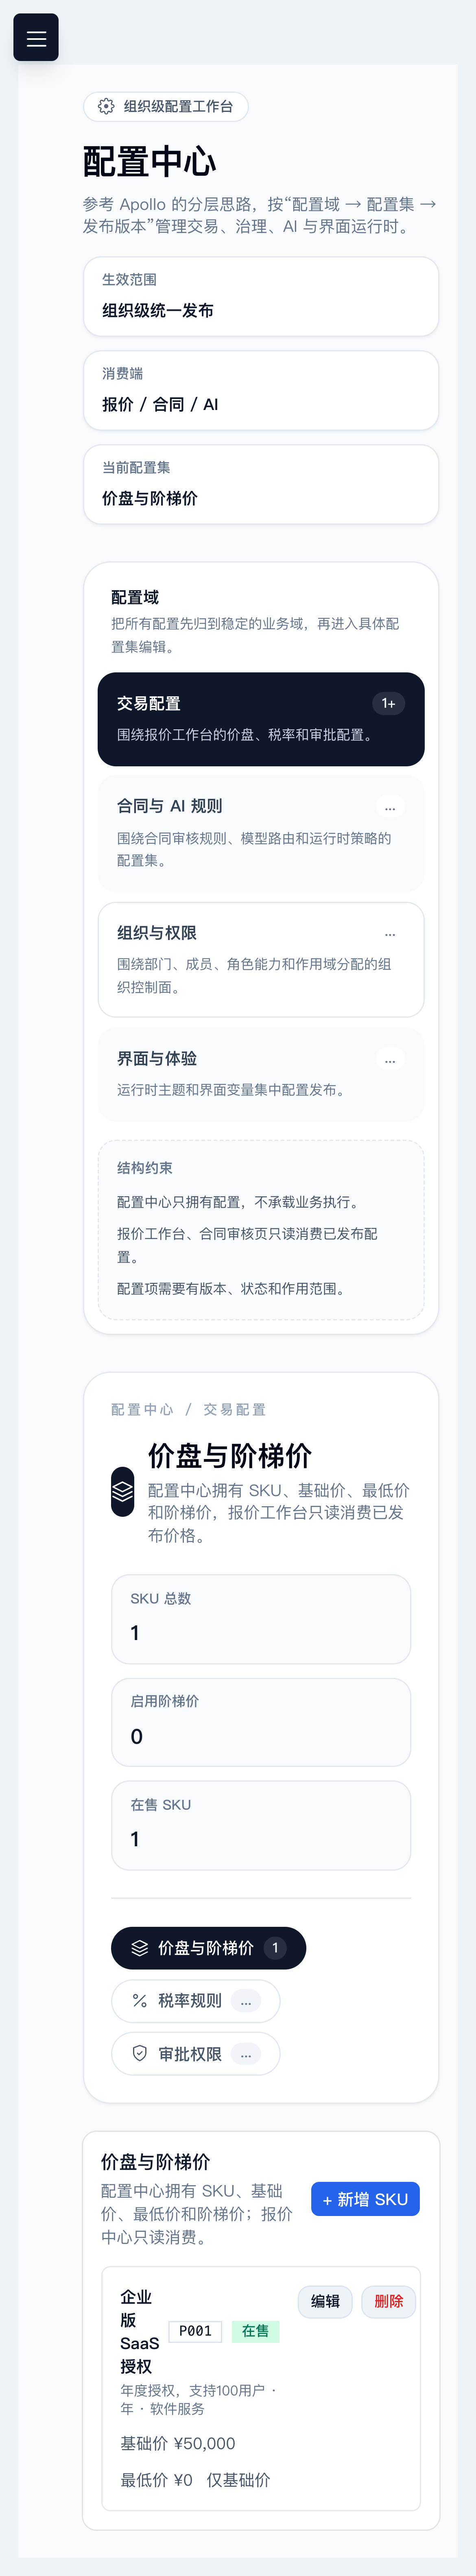 组织级配置工作台
配置中心
参考 Apollo 的分层思路，按“配置域 → 配置集 →
发布版本”管理交易、治理、AI 与界面运行时。
生效范围
组织级统一发布
消费端
报价 / 合同 / AI
当前配置集
价盘与阶梯价
配置域
把所有配置先归到稳定的业务域，再进入具体配
置集编辑。
交易配置 1+
围绕报价工作台的价盘、税率和审批配置。
合同与 AI 规则 ...
围绕合同审核规则、模型路由和运行时策略的
配置集。
组织与权限 ...
围绕部门、成员、角色能力和作用域分配的组
织控制面。
界面与体验 ...
运行时主题和界面变量集中配置发布。
结构约束
配置中心只拥有配置，不承载业务执行。
报价工作台、合同审核页只读消费已发布配
置。
配置项需要有版本、状态和作用范围。
配置中心 / 交易配置
价盘与阶梯价
配置中心拥有 SKU、基础价、最低价
和阶梯价，报价工作台只读消费已发
布价格。
SKU 总数
1
启用阶梯价
0
在售 SKU
1
价盘与阶梯价 1
税率规则 ...
审批权限 ...
价盘与阶梯价
配置中心拥有 SKU、基础
价、最低价和阶梯价；报价
中心只读消费。
+ 新增 SKU
企业
版
SaaS
授权
P001 在售
编辑 删除
年度授权，支持100用户 ·
年 · 软件服务
基础价 ¥50,000
最低价 ¥0 仅基础价